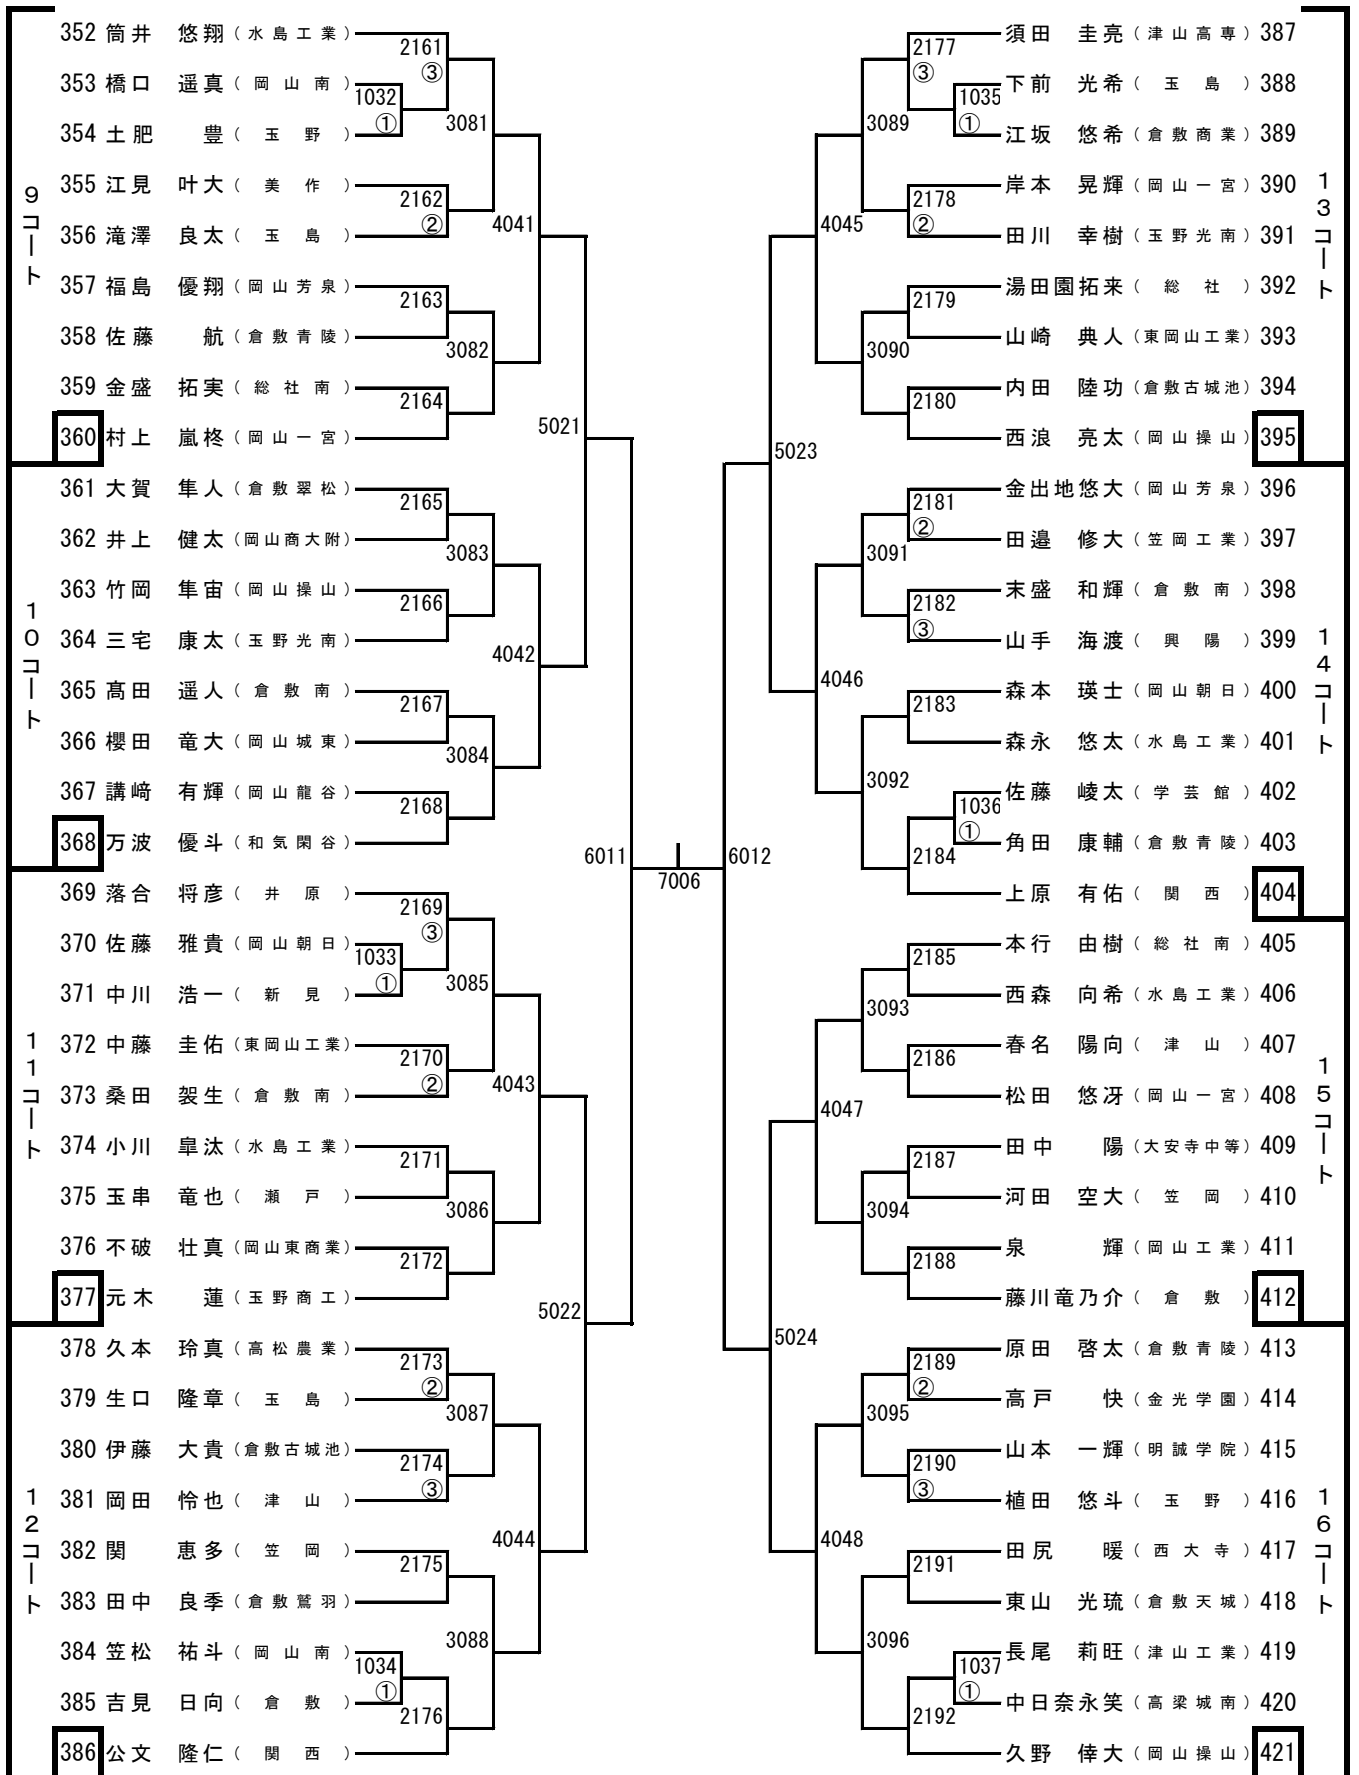 9コート
352 筒井 悠翔（水島工業）
353 橋口 遥真（岡山南）
354 土肥 豊（玉野）
355 江見 叶大（美作）
356 滝澤 良太（玉島）
357 福島 優翔（岡山芳泉）
358 佐藤 航（倉敷青陵）
359 金盛 拓実（総社南）
360 村上 嵐柊（岡山一宮）
10コート
361 大賀 隼人（倉敷翠松）
362 井上 健太（岡山商大附）
363 竹岡 隼宙（岡山操山）
364 三宅 康太（玉野光南）
365 髙田 遥人（倉敷南）
366 櫻田 竜大（岡山城東）
367 講﨑 有輝（岡山龍谷）
368 万波 優斗（和気閑谷）
11コート
369 落合 将彦（井原）
370 佐藤 雅貴（岡山朝日）
371 中川 浩一（新見）
372 中藤 圭佑（東岡山工業）
373 桑田 袈生（倉敷南）
374 小川 皐汰（水島工業）
375 玉串 竜也（瀬戸）
376 不破 壮真（岡山東商業）
377 元木 蓮（玉野商工）
12コート
378 久本 玲真（高松農業）
379 生口 隆章（玉島）
380 伊藤 大貴（倉敷古城池）
381 岡田 怜也（津山）
382 関 恵多（笠岡）
383 田中 良季（倉敷鷲羽）
384 笠松 祐斗（岡山南）
385 吉見 日向（倉敷）
386 公文 隆仁（関西）
1032
①
1033
①
1034
①
2161
③
2162
②
2163
2164
2165
2166
2167
2168
2169
③
2170
②
2171
2172
2173
②
2174
③
2175
2176
3081
3082
3083
3084
3085
3086
3087
3088
4041
4042
4043
4044
5021
5022
6011
7006
6012
5023
5024
4045
4046
4047
4048
3089
3090
3091
3092
3093
3094
3095
3096
2177
③
2178
②
2179
2180
2181
②
2182
③
2183
2184
2185
2186
2187
2188
2189
②
2190
③
2191
2192
1035
①
1036
①
1037
①
13コート
須田 圭亮（津山高専）387
下前 光希（玉島）388
江坂 悠希（倉敷商業）389
岸本 晃輝（岡山一宮）390
田川 幸樹（玉野光南）391
湯田園拓来（総社）392
山崎 典人（東岡山工業）393
内田 陸功（倉敷古城池）394
西浪 亮太（岡山操山）395
14コート
金出地悠大（岡山芳泉）396
田邉 修大（笠岡工業）397
末盛 和輝（倉敷南）398
山手 海渡（興陽）399
森本 瑛士（岡山朝日）400
森永 悠太（水島工業）401
佐藤 崚太（学芸館）402
角田 康輔（倉敷青陵）403
上原 有佑（関西）404
15コート
本行 由樹（総社南）405
西森 向希（水島工業）406
春名 陽向（津山）407
松田 悠冴（岡山一宮）408
田中 陽（大安寺中等）409
河田 空大（笠岡）410
泉 輝（岡山工業）411
藤川竜乃介（倉敷）412
16コート
原田 啓太（倉敷青陵）413
高戸 快（金光学園）414
山本 一輝（明誠学院）415
植田 悠斗（玉野）416
田尻 暖（西大寺）417
東山 光琉（倉敷天城）418
長尾 莉旺（津山工業）419
中日奈永笑（高梁城南）420
久野 倖大（岡山操山）421